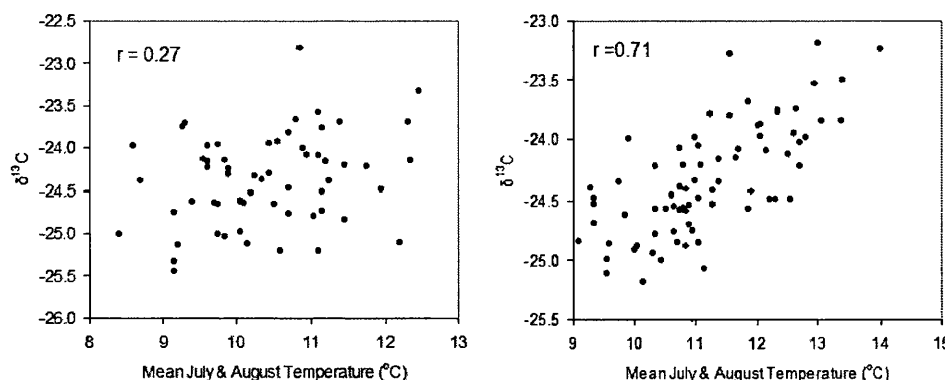 r = 0.27
δ¹³C
-22.5
-23.0
-23.5
-24.0
-24.5
-25.0
-25.5
-26.0
8 9 10 11 12 13
Mean July & August Temperature (°C)
r =0.71
δ¹³C
-23.0
-23.5
-24.0
-24.5
-25.0
-25.5
9 10 11 12 13 14 15
Mean July & August Temperature (°C)